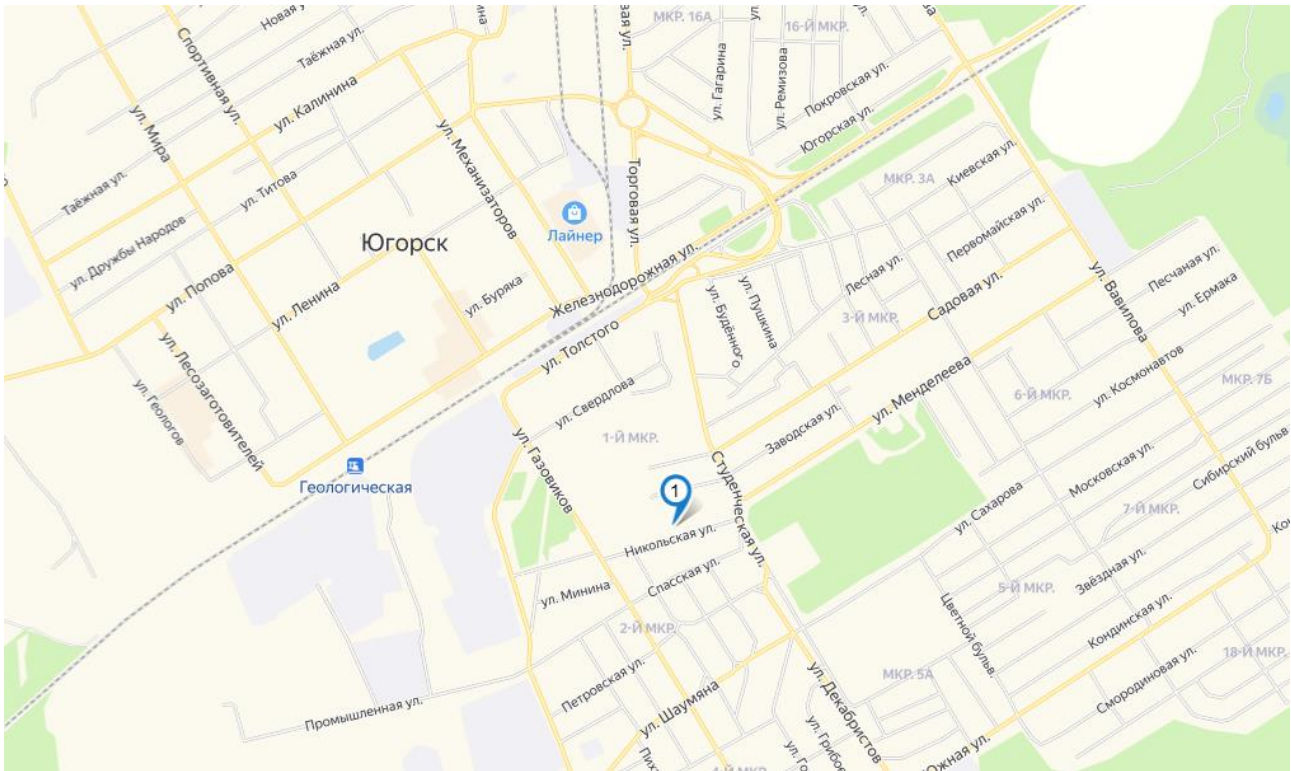 МКР. 16А
16-Й МКР.
Новая ул.
Спортивная ул.
Таёжная ул.
ул. Калинина
ул. Гагарина
ул. Ремизова
Покровская ул.
Югорская ул.
ул. Мира
ул. Механизаторов
Торговая ул.
МКР. 3А
Киевская ул.
Таёжная ул.
ул. Титова
ул. Дружбы Народов
Югорск
Лайнер
Первомайская ул.
ул. Попова
ул. Ленина
ул. Буряка
Железнодорожная ул.
Лесная ул.
Садовая ул.
ул. Вавилова
Песчаная ул.
ул. Ермака
ул. Пушкина
ул. Будённого
3-Й МКР.
ул. Толстого
ул. Лесозаготовителей
ул. Геологов
ул. Свердлова
ул. Менделеева
6-Й МКР.
ул. Космонавтов
МКР. 7Б
1-Й МКР.
Заводская ул.
Геологическая
ул. Газовиков
Студенческая ул.
1
Московская ул.
Сибирский бульв.
ул. Сахарова
7-Й МКР.
Никольская ул.
Спасская ул.
ул. Минина
2-Й МКР.
5-Й МКР.
Звёздная ул.
Цветной бульв.
Кондинская ул.
18-Й МКР.
Петровская ул.
МКР. 5А
Смородиновая ул.
Промышленная ул.
ул. Шаумяна
ул. Декабристов
Южная ул.
4-Й МКР.